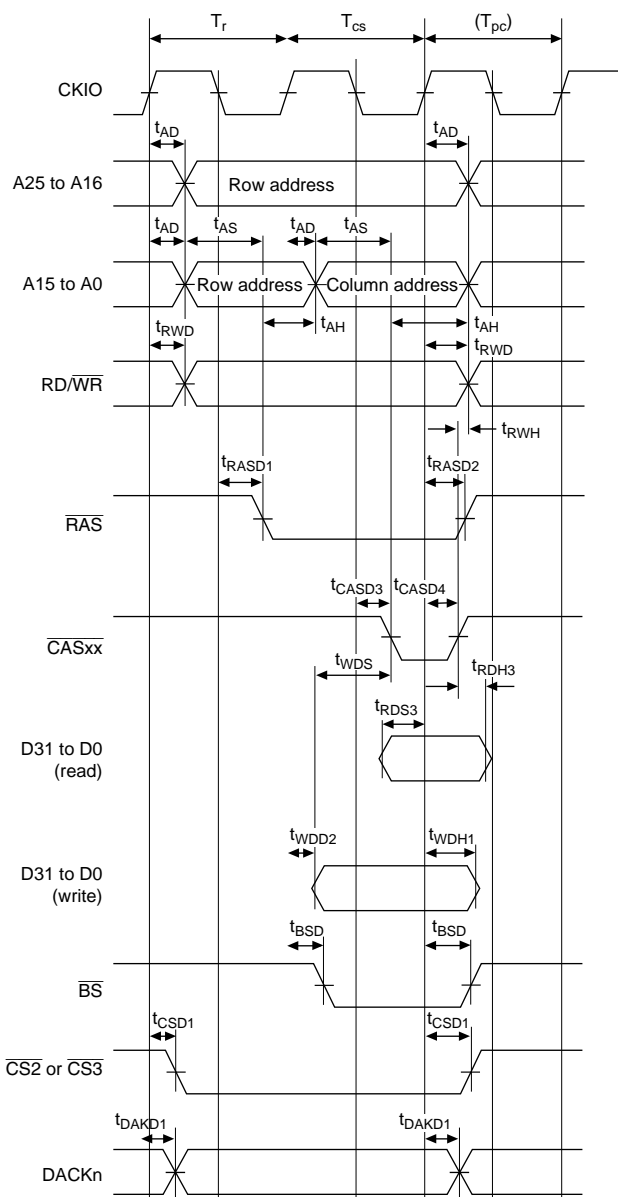 Tr Tcs (Tpc)
CKIO
tAD tAD
A25 to A16 Row address
tAD tAS tAD tAS
A15 to A0 Row address Column address
tAH tAH
tRWD tRWD
RD/WR
tRWH
tRASD1 tRASD2
RAS
tCASD3 tCASD4
CASxx
tWDS tRDH3
tRDS3
D31 to D0
(read)
tWDD2 tWDH1
D31 to D0
(write)
tBSD tBSD
BS
tCSD1 tCSD1
CS2 or CS3
tDAKD1 tDAKD1
DACKn